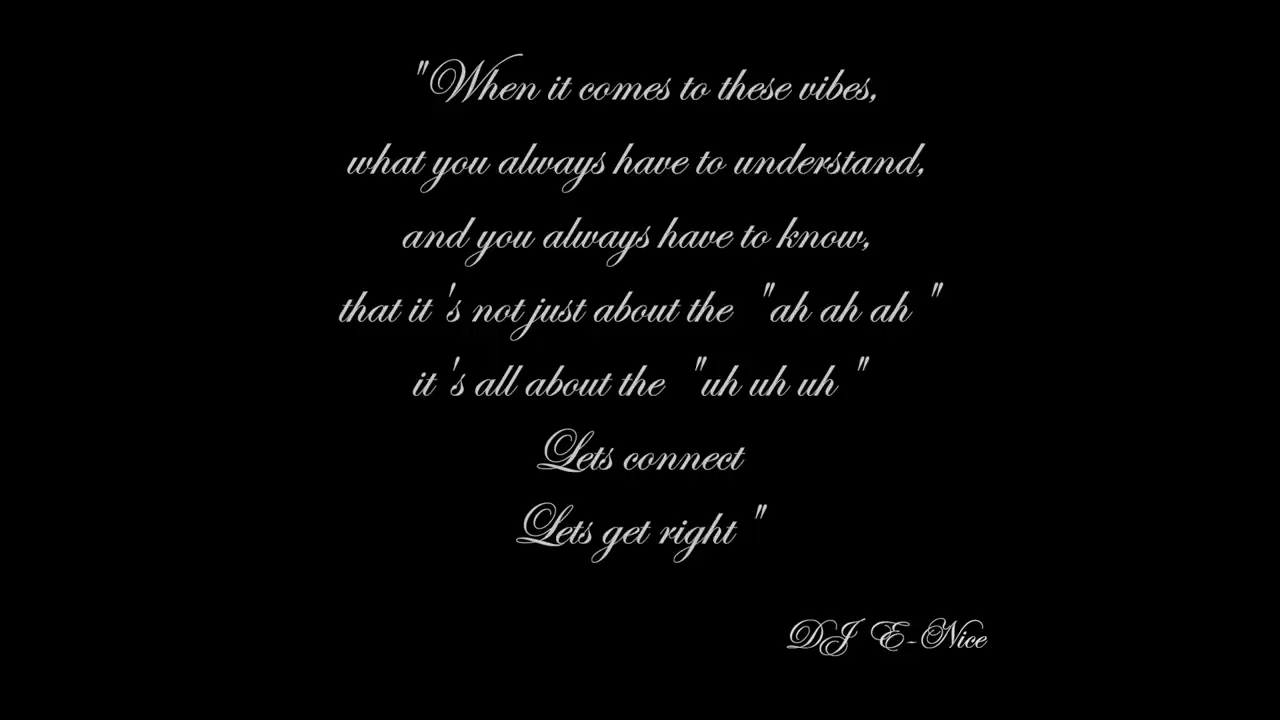 "When it comes to these vibes,
what you always have to understand,
and you always have to know,
that it 's not just about the "ah ah ah "
it 's all about the "uh uh uh "
Lets connect
Lets get right "
DJ E-Nice